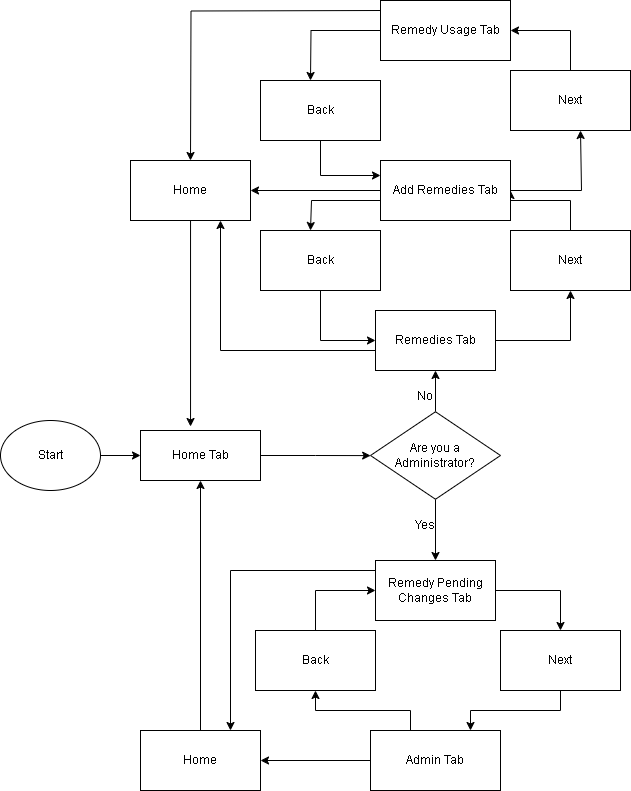 Remedy Usage Tab
Back
Next
Home
Add Remedies Tab
Back
Next
Remedies Tab
No
Start
Home Tab
Are you a
Administrator?
Yes
Remedy Pending
Changes Tab
Back
Next
Home
Admin Tab